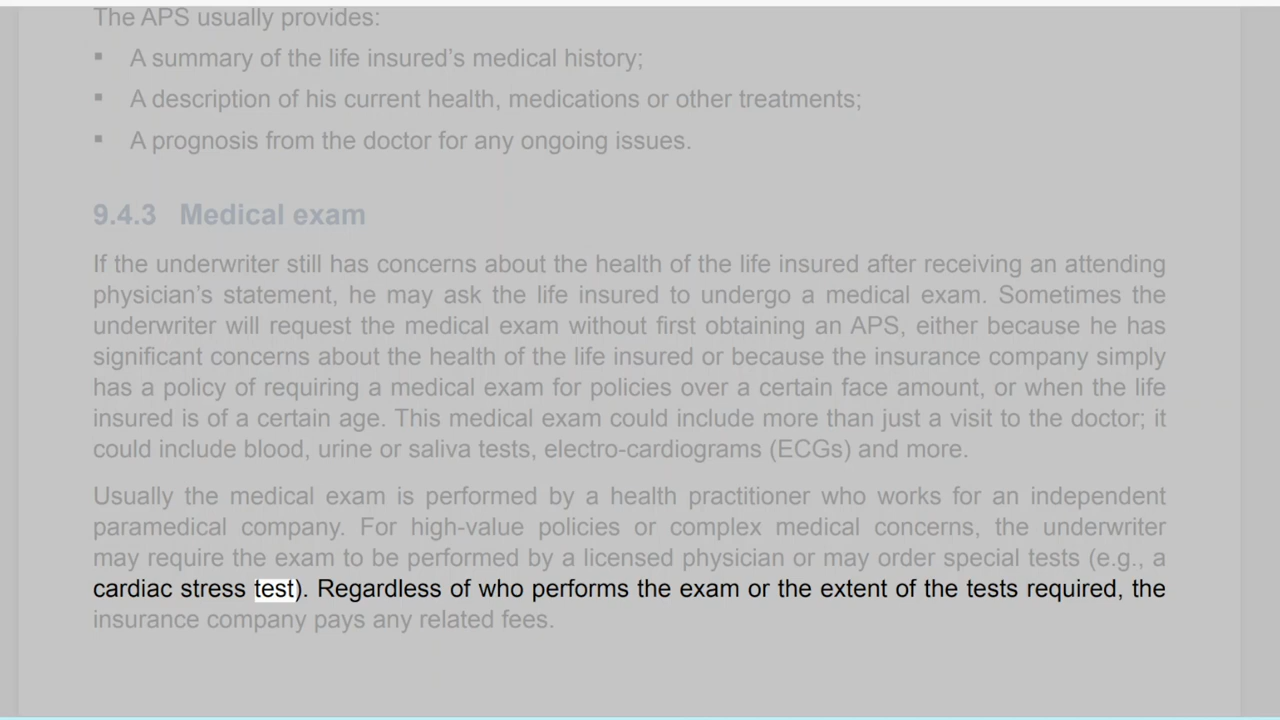 The APS usually provides:
▪ A summary of the life insured’s medical history;
▪ A description of his current health, medications or other treatments;
▪ A prognosis from the doctor for any ongoing issues.
9.4.3 Medical exam
If the underwriter still has concerns about the health of the life insured after receiving an attending
physician’s statement, he may ask the life insured to undergo a medical exam. Sometimes the
underwriter will request the medical exam without first obtaining an APS, either because he has
significant concerns about the health of the life insured or because the insurance company simply
has a policy of requiring a medical exam for policies over a certain face amount, or when the life
insured is of a certain age. This medical exam could include more than just a visit to the doctor; it
could include blood, urine or saliva tests, electro-cardiograms (ECGs) and more.
Usually the medical exam is performed by a health practitioner who works for an independent
paramedical company. For high-value policies or complex medical concerns, the underwriter
may require the exam to be performed by a licensed physician or may order special tests (e.g., a
cardiac stress test). Regardless of who performs the exam or the extent of the tests required, the
insurance company pays any related fees.